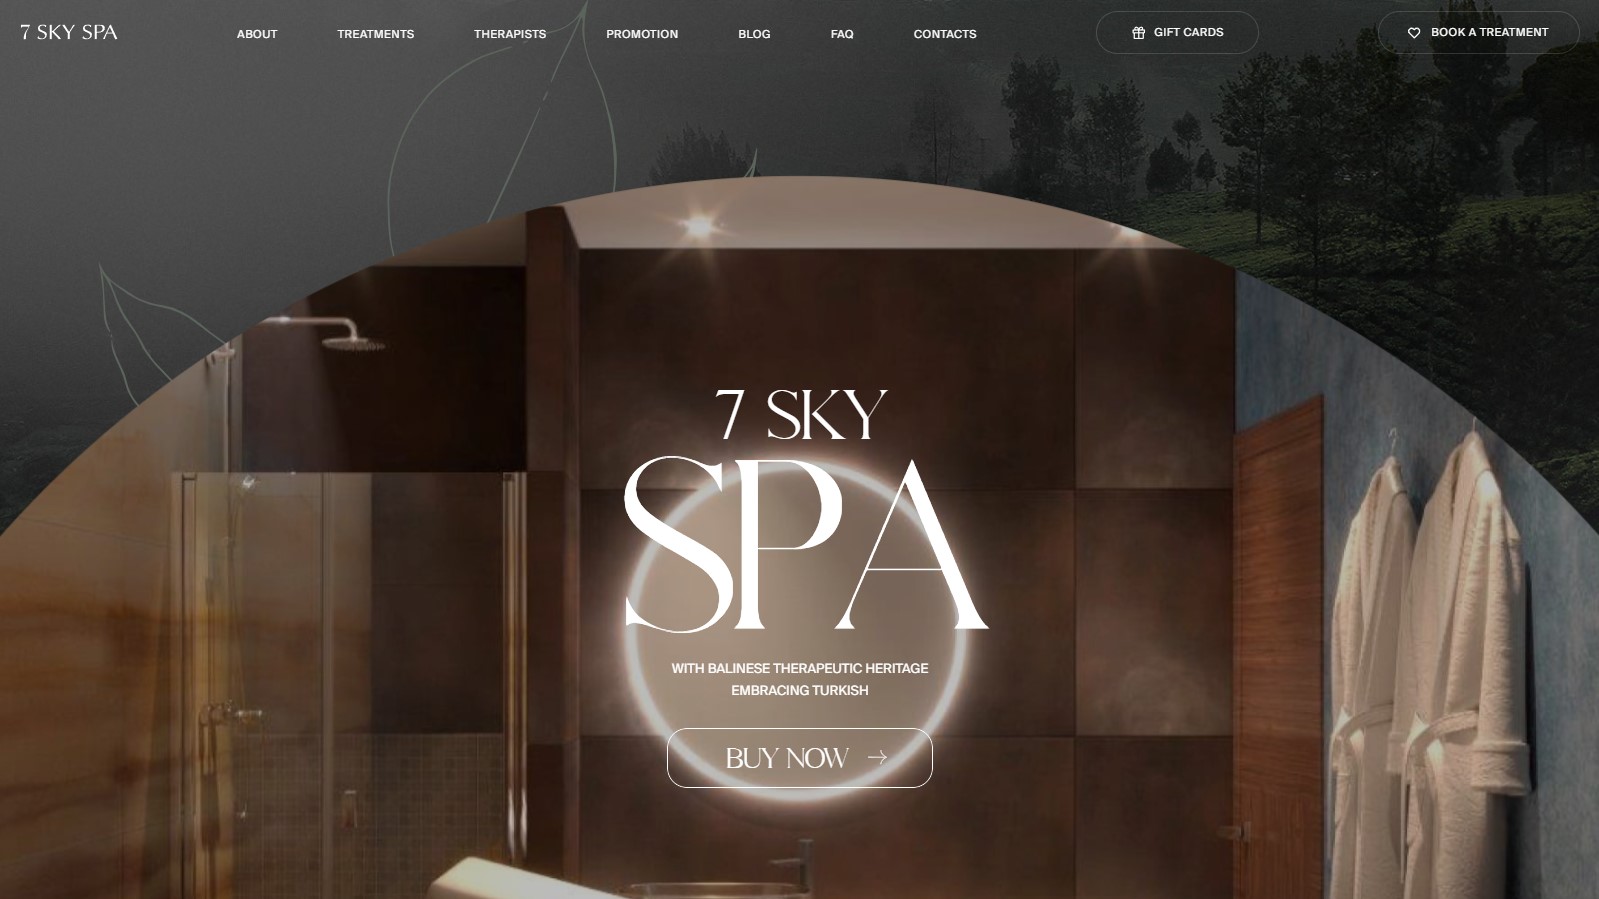 7 SKY SPA
ABOUT
TREATMENTS
THERAPISTS
PROMOTION
BLOG
FAQ
CONTACTS
GIFT CARDS
BOOK A TREATMENT
7 SKY
SPA
WITH BALINESE THERAPEUTIC HERITAGE
EMBRACING TURKISH
BUY NOW